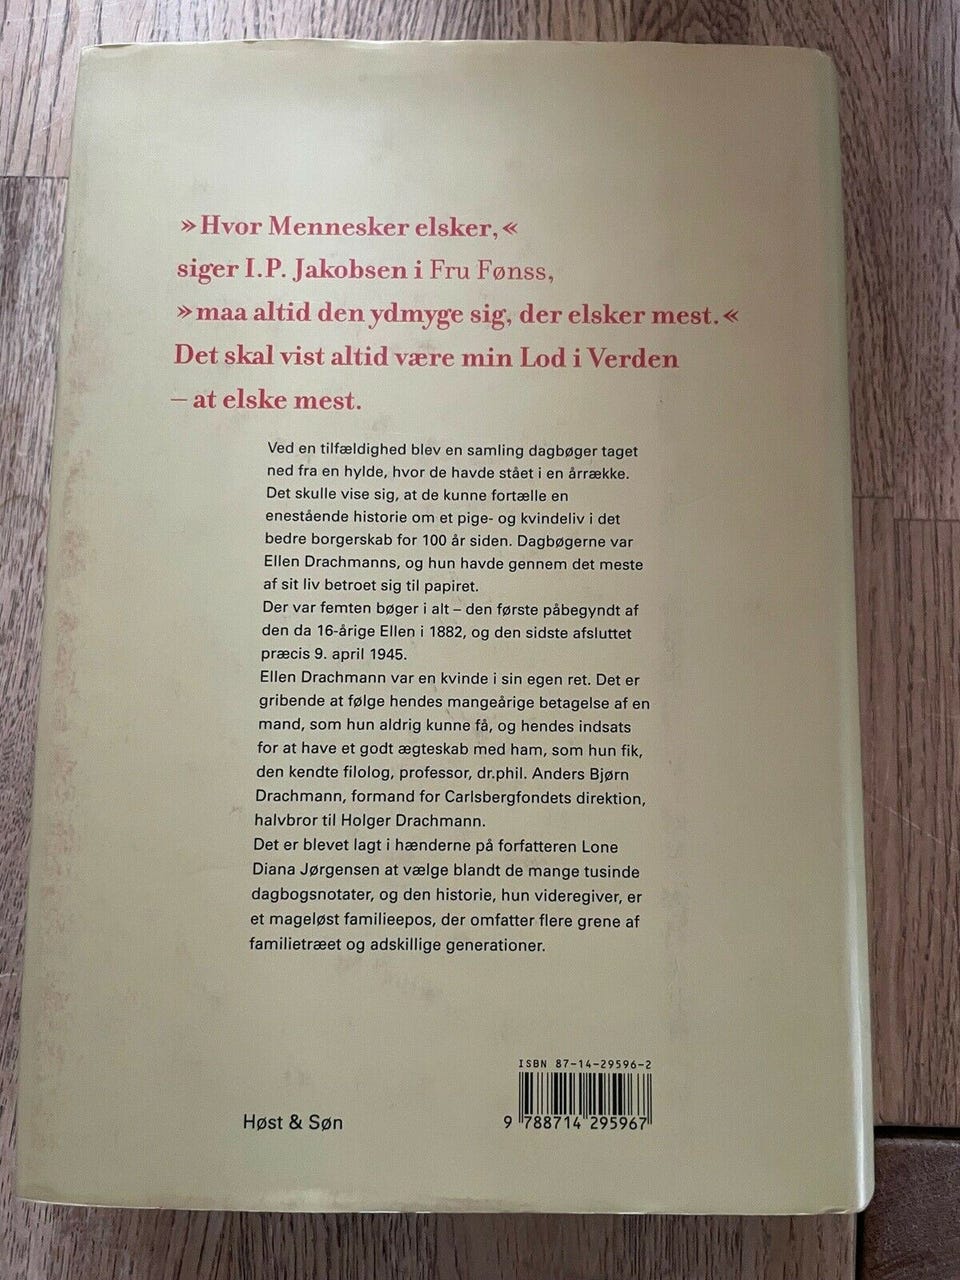 »Hvor Mennesker elsker,«
siger I.P. Jakobsen i Fru Fønss,
»maa altid den ydmyge sig, der elsker mest.«
Det skal vist altid være min Lod i Verden
– at elske mest.
Ved en tilfældighed blev en samling dagbøger taget
ned fra en hylde, hvor de havde stået i en årrække.
Det skulle vise sig, at de kunne fortælle en
enestående historie om et pige- og kvindeliv i det
bedre borgerskab for 100 år siden. Dagbøgerne var
Ellen Drachmanns, og hun havde gennem det meste
af sit liv betroet sig til papiret.
Der var femten bøger i alt – den første påbegyndt af
den da 16-årige Ellen i 1882, og den sidste afsluttet
præcis 9. april 1945.
Ellen Drachmann var en kvinde i sin egen ret. Det er
gribende at følge hendes mangeårige betagelse af en
mand, som hun aldrig kunne få, og hendes indsats
for at have et godt ægteskab med ham, som hun fik,
den kendte filolog, professor, dr.phil. Anders Bjørn
Drachmann, formand for Carlsbergfondets direktion,
halvbror til Holger Drachmann.
Det er blevet lagt i hænderne på forfatteren Lone
Diana Jørgensen at vælge blandt de mange tusinde
dagbogsnotater, og den historie, hun videregiver, er
et mageløst familieepos, der omfatter flere grene af
familietræet og adskillige generationer.
ISBN 87-14-29596-2
Høst & Søn
9 788714 295967